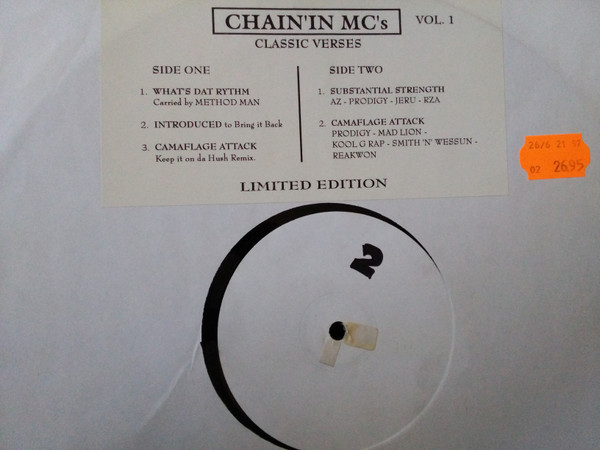 CHAIN'IN MC's VOL. 1
CLASSIC VERSES
SIDE ONE
1. WHAT'S DAT RYTHM
Carried by METHOD MAN
2. INTRODUCED to Bring it Back
3. CAMAFLAGE ATTACK
Keep it on da Hush Remix.
SIDE TWO
1. SUBSTANTIAL STRENGTH
AZ - PRODIGY - JERU - RZA
2. CAMAFLAGE ATTACK
PRODIGY - MAD LION -
KOOL G RAP - SMITH 'N' WESSUN -
REAKWON
LIMITED EDITION
02 26.95
2